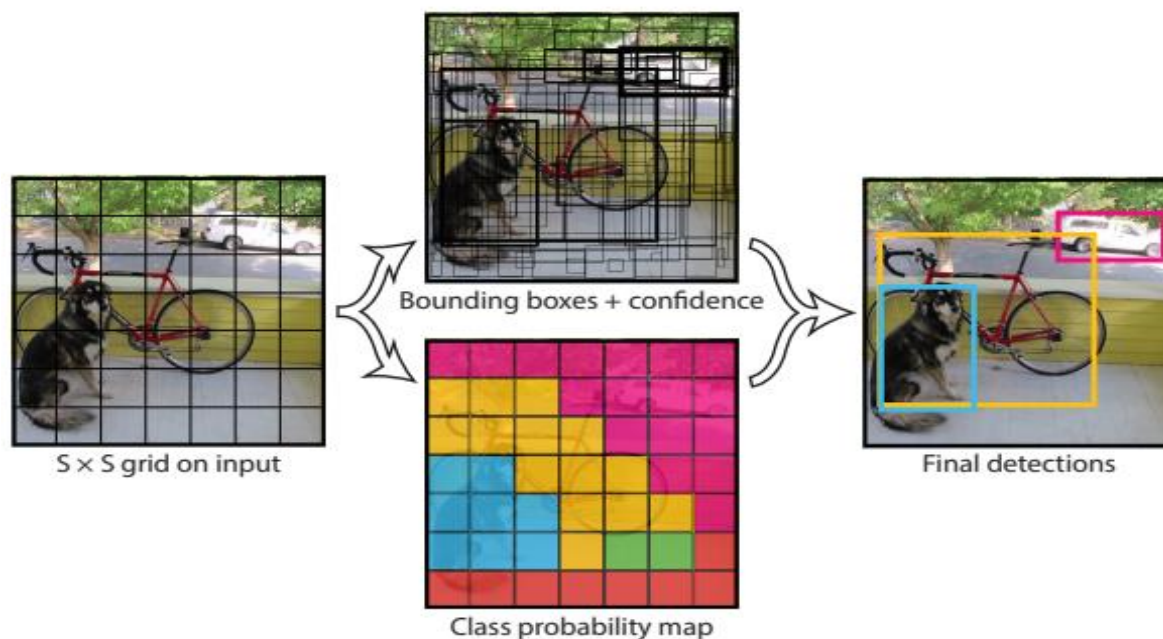 S × S grid on input
Bounding boxes + confidence
Class probability map
Final detections